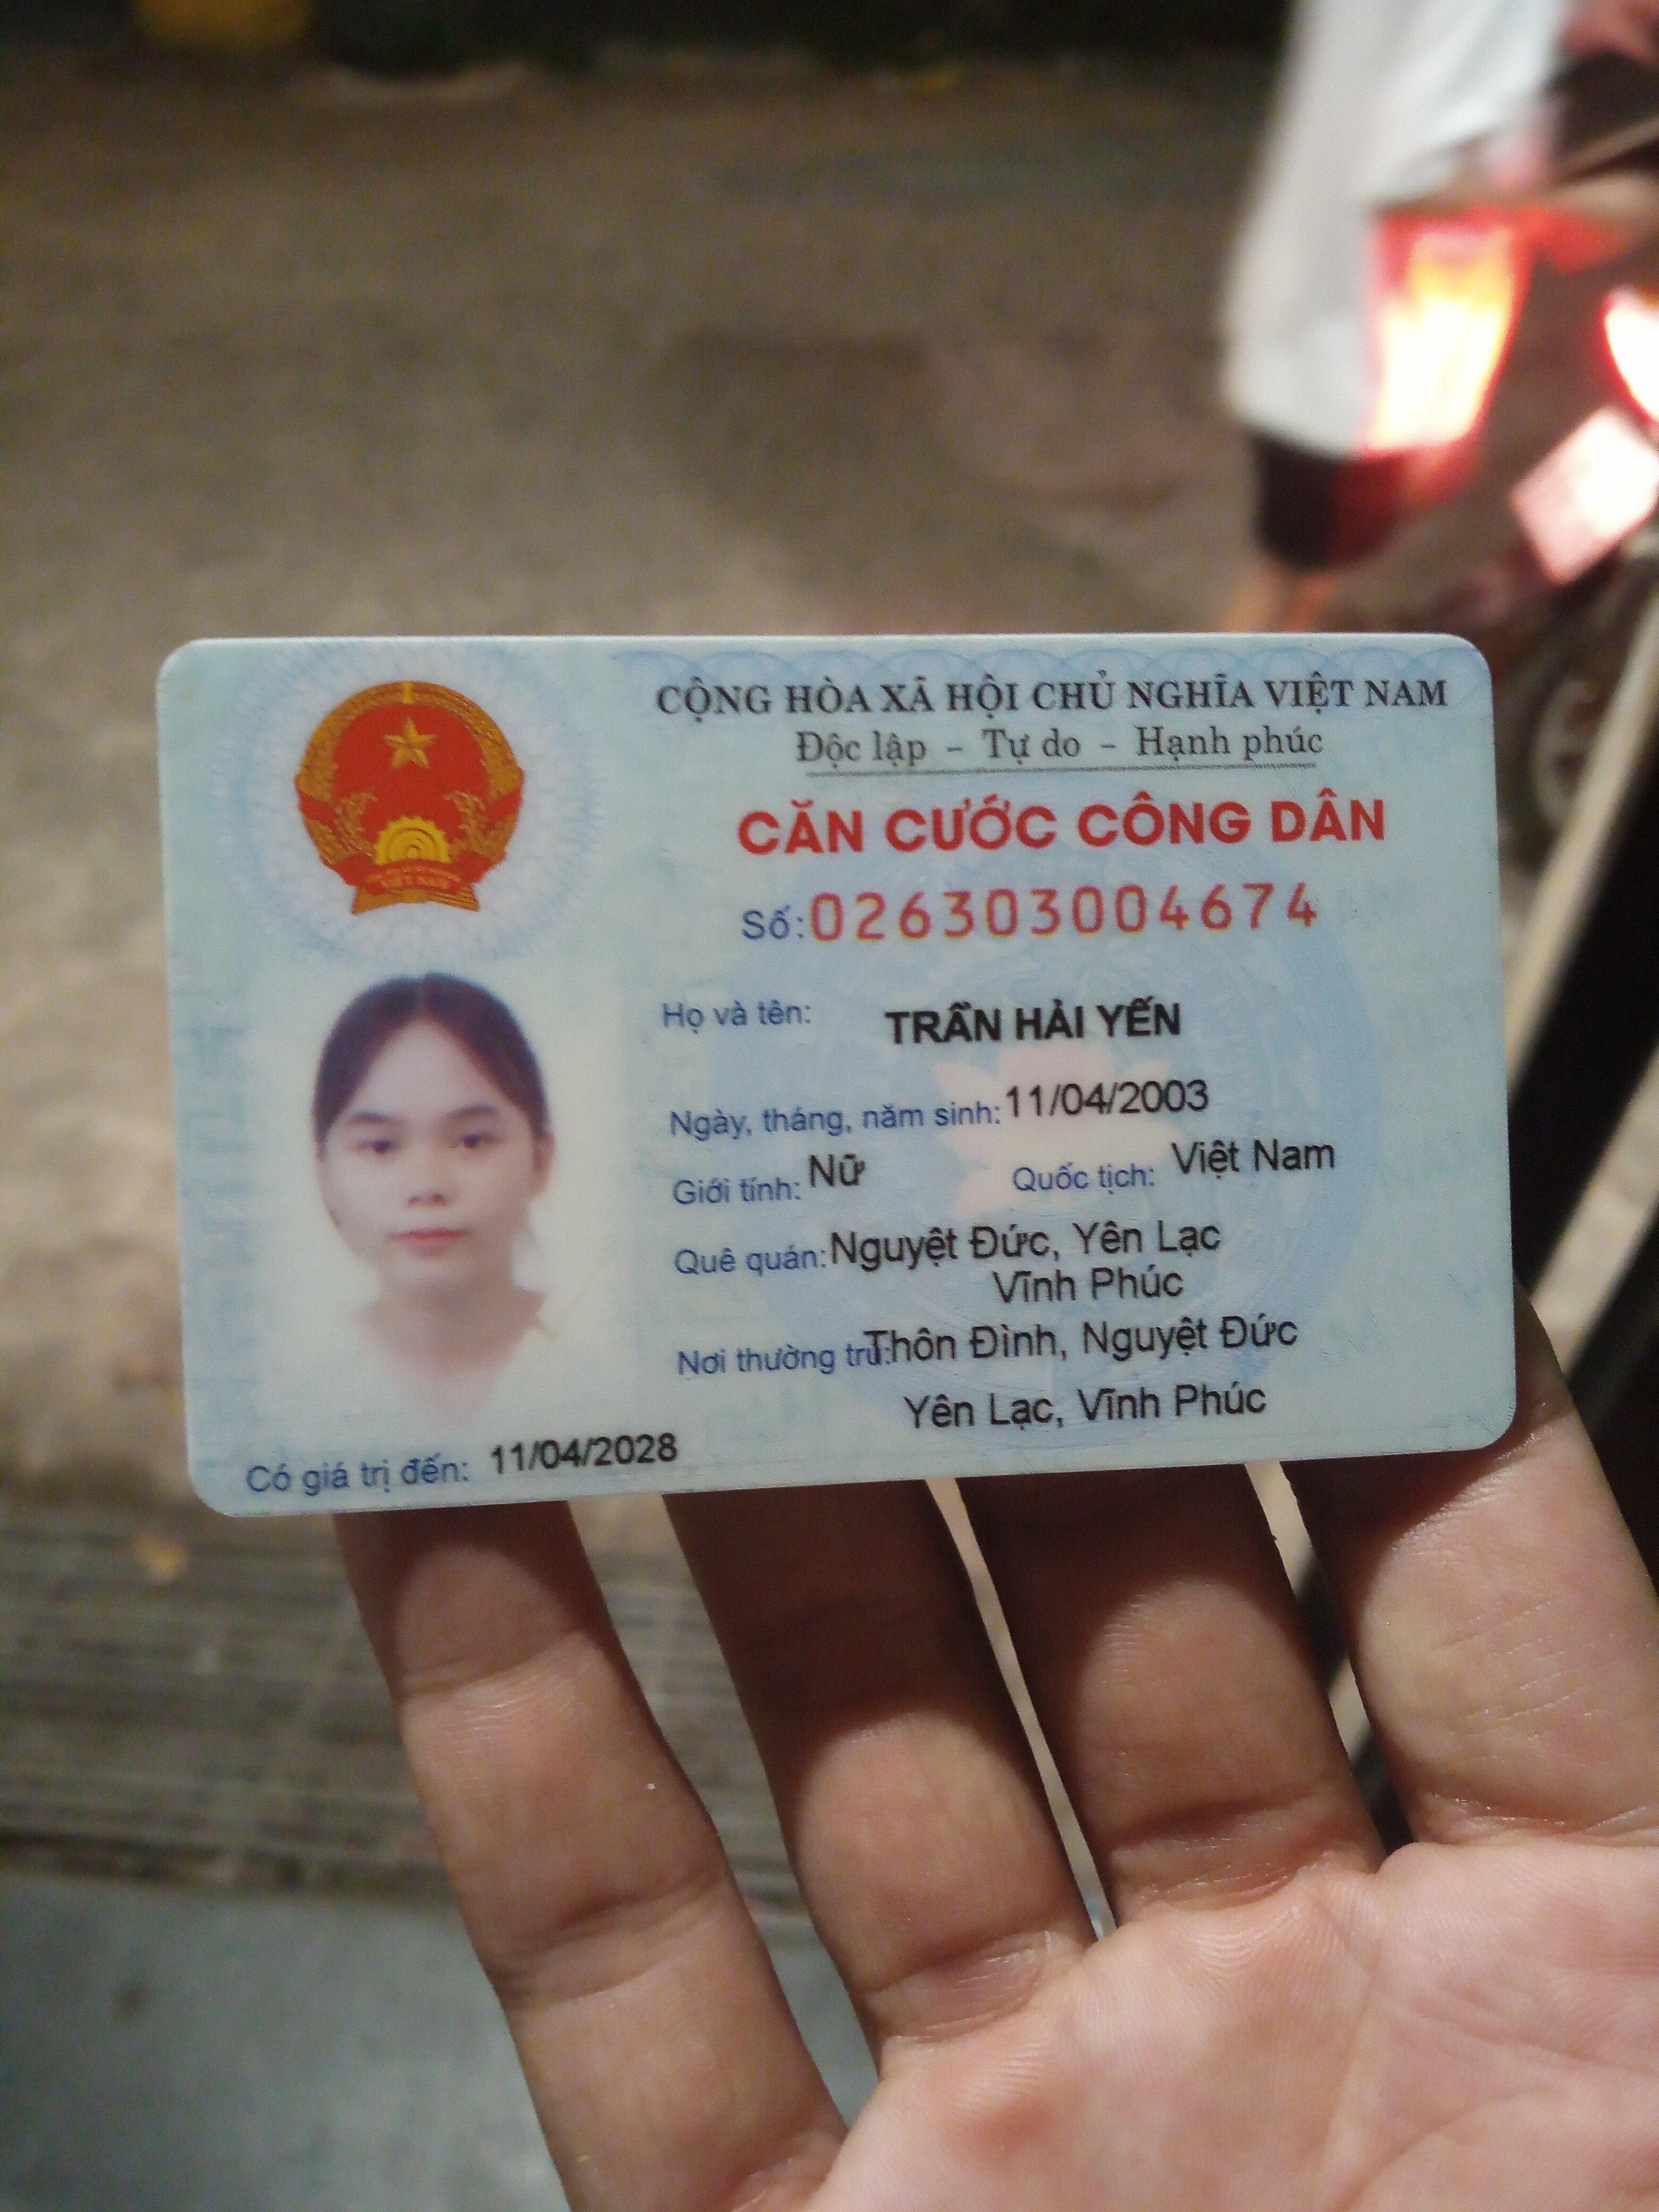 CỘNG HÒA XÃ HỘI CHỦ NGHĨA VIỆT NAM
Độc lập - Tự do - Hạnh phúc
CĂN CƯỚC CÔNG DÂN
Số: 026303004674
Họ và tên: TRẦN HẢI YẾN
Ngày, tháng, năm sinh: 11/04/2003
Giới tính: Nữ Quốc tịch: Việt Nam
Quê quán: Nguyệt Đức, Yên Lạc
Vĩnh Phúc
Nơi thường trú: Thôn Đình, Nguyệt Đức
Yên Lạc, Vĩnh Phúc
Có giá trị đến: 11/04/2028